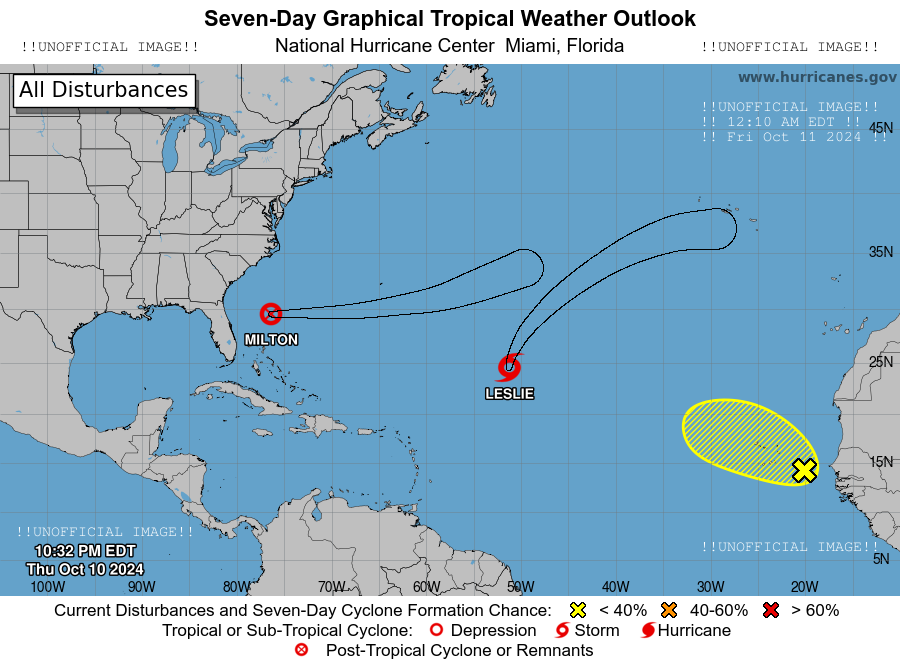 Seven-Day Graphical Tropical Weather Outlook
!!UNOFFICIAL IMAGE!! National Hurricane Center Miami, Florida !!UNOFFICIAL IMAGE!!
All Disturbances www.hurricanes.gov
!!UNOFFICIAL IMAGE!!
!! 12:10 AM EDT !!
!! Fri Oct 11 2024 !!
45N
35N
MILTON
25N
LESLIE
15N
!!UNOFFICIAL IMAGE!!
!!UNOFFICIAL IMAGE!!
10:32 PM EDT
5N
Thu Oct 10 2024
100W 90W 80W 70W 60W 50W 40W 30W 20W
Current Disturbances and Seven-Day Cyclone Formation Chance: < 40% 40-60% > 60%
Tropical or Sub-Tropical Cyclone: Depression Storm Hurricane
Post-Tropical Cyclone or Remnants